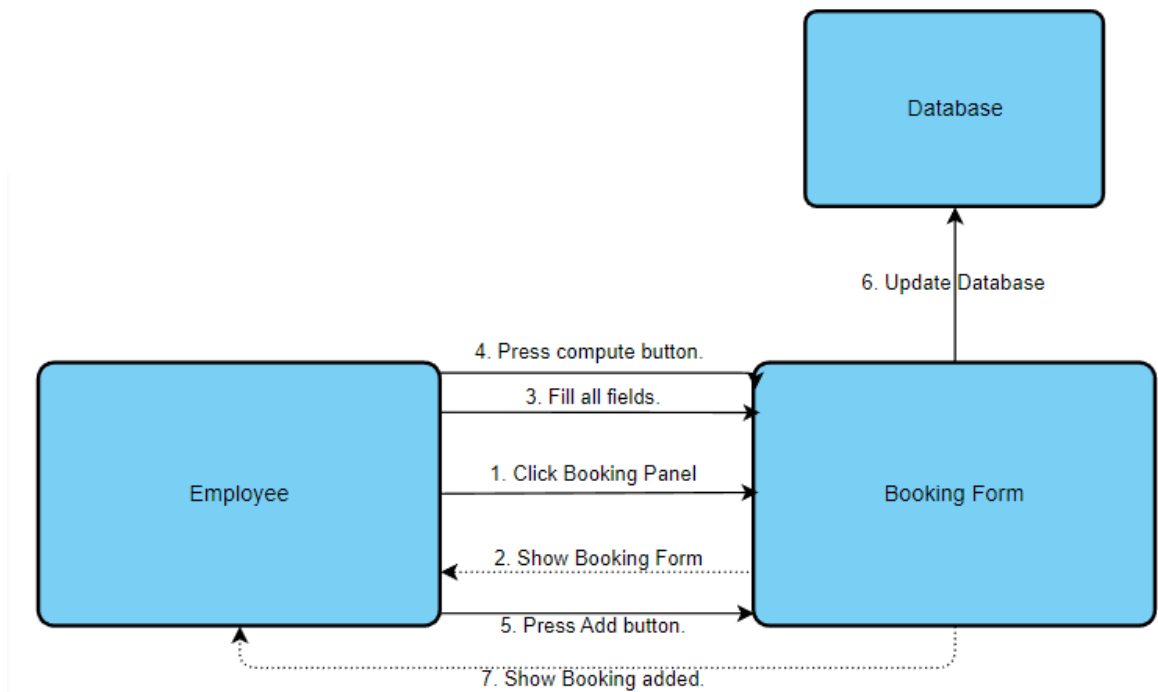 Database
6. Update Database
4. Press compute button.
3. Fill all fields.
1. Click Booking Panel
Employee
Booking Form
2. Show Booking Form
5. Press Add button.
7. Show Booking added.